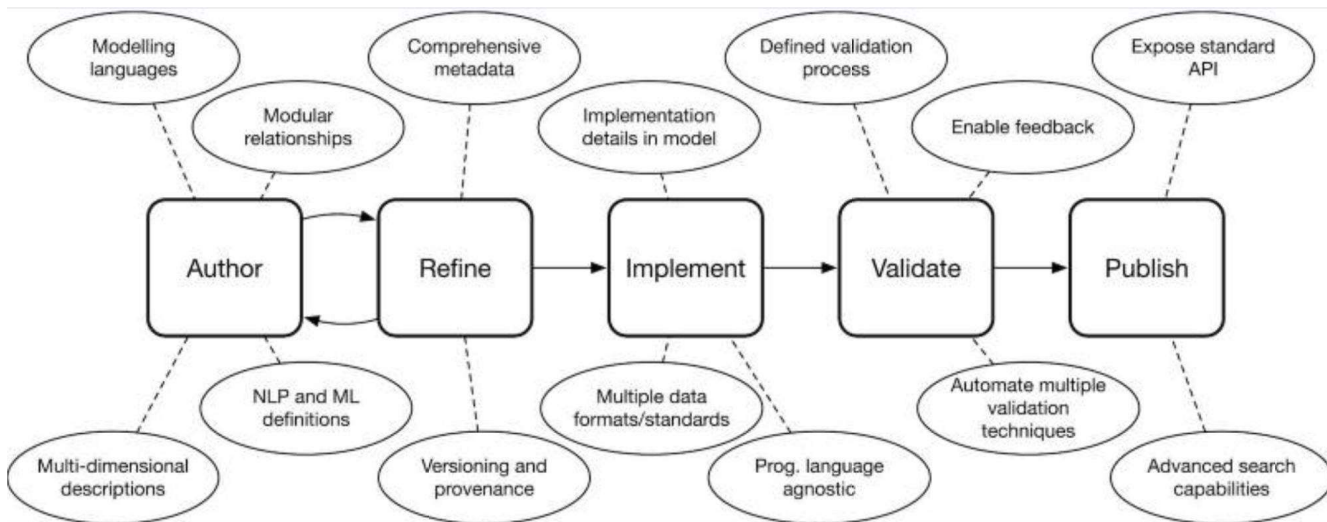 Modelling
languages
Comprehensive
metadata
Defined validation
process
Expose standard
API
Modular
relationships
Implementation
details in model
Enable feedback
Author
Refine
Implement
Validate
Publish
NLP and ML
definitions
Multiple data
formats/standards
Automate multiple
validation
techniques
Multi-dimensional
descriptions
Versioning and
provenance
Prog. language
agnostic
Advanced search
capabilities